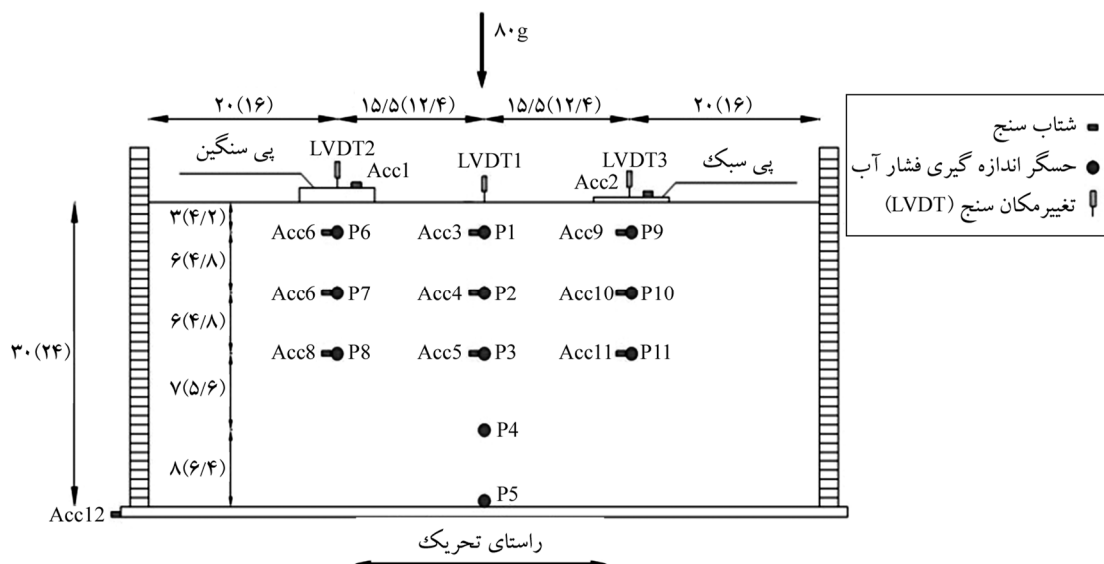 ۸۰g
۲۰(۱۶) ۱۵/۵(۱۲/۴) ۱۵/۵(۱۲/۴) ۲۰(۱۶)
شتاب سنج
حسگر اندازه گیری فشار آب
تغییرمکان سنج (LVDT)
پی سنگین LVDT2 Acc1 LVDT1 Acc2 LVDT3 پی سبک
۳(۴/۲) Acc6 P6 Acc3 P1 Acc9 P9
۶(۴/۸)
Acc6 P7 Acc4 P2 Acc10 P10
۶(۴/۸)
۳۰(۲۴) Acc8 P8 Acc5 P3 Acc11 P11
۷(۵/۶)
P4
۸(۶/۴)
P5
Acc12
راستای تحریک